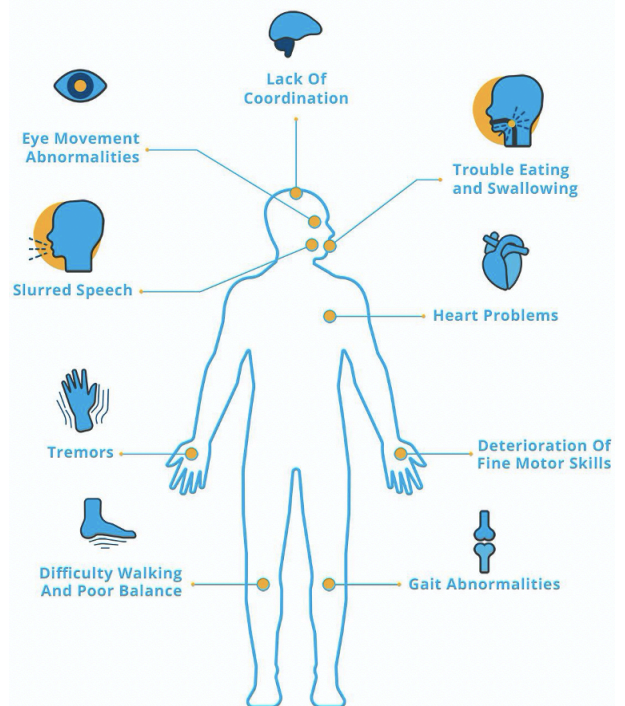 Lack Of
Coordination
Eye Movement
Abnormalities
Trouble Eating
and Swallowing
Slurred Speech
Heart Problems
Tremors
Deterioration Of
Fine Motor Skills
Difficulty Walking
And Poor Balance
Gait Abnormalities